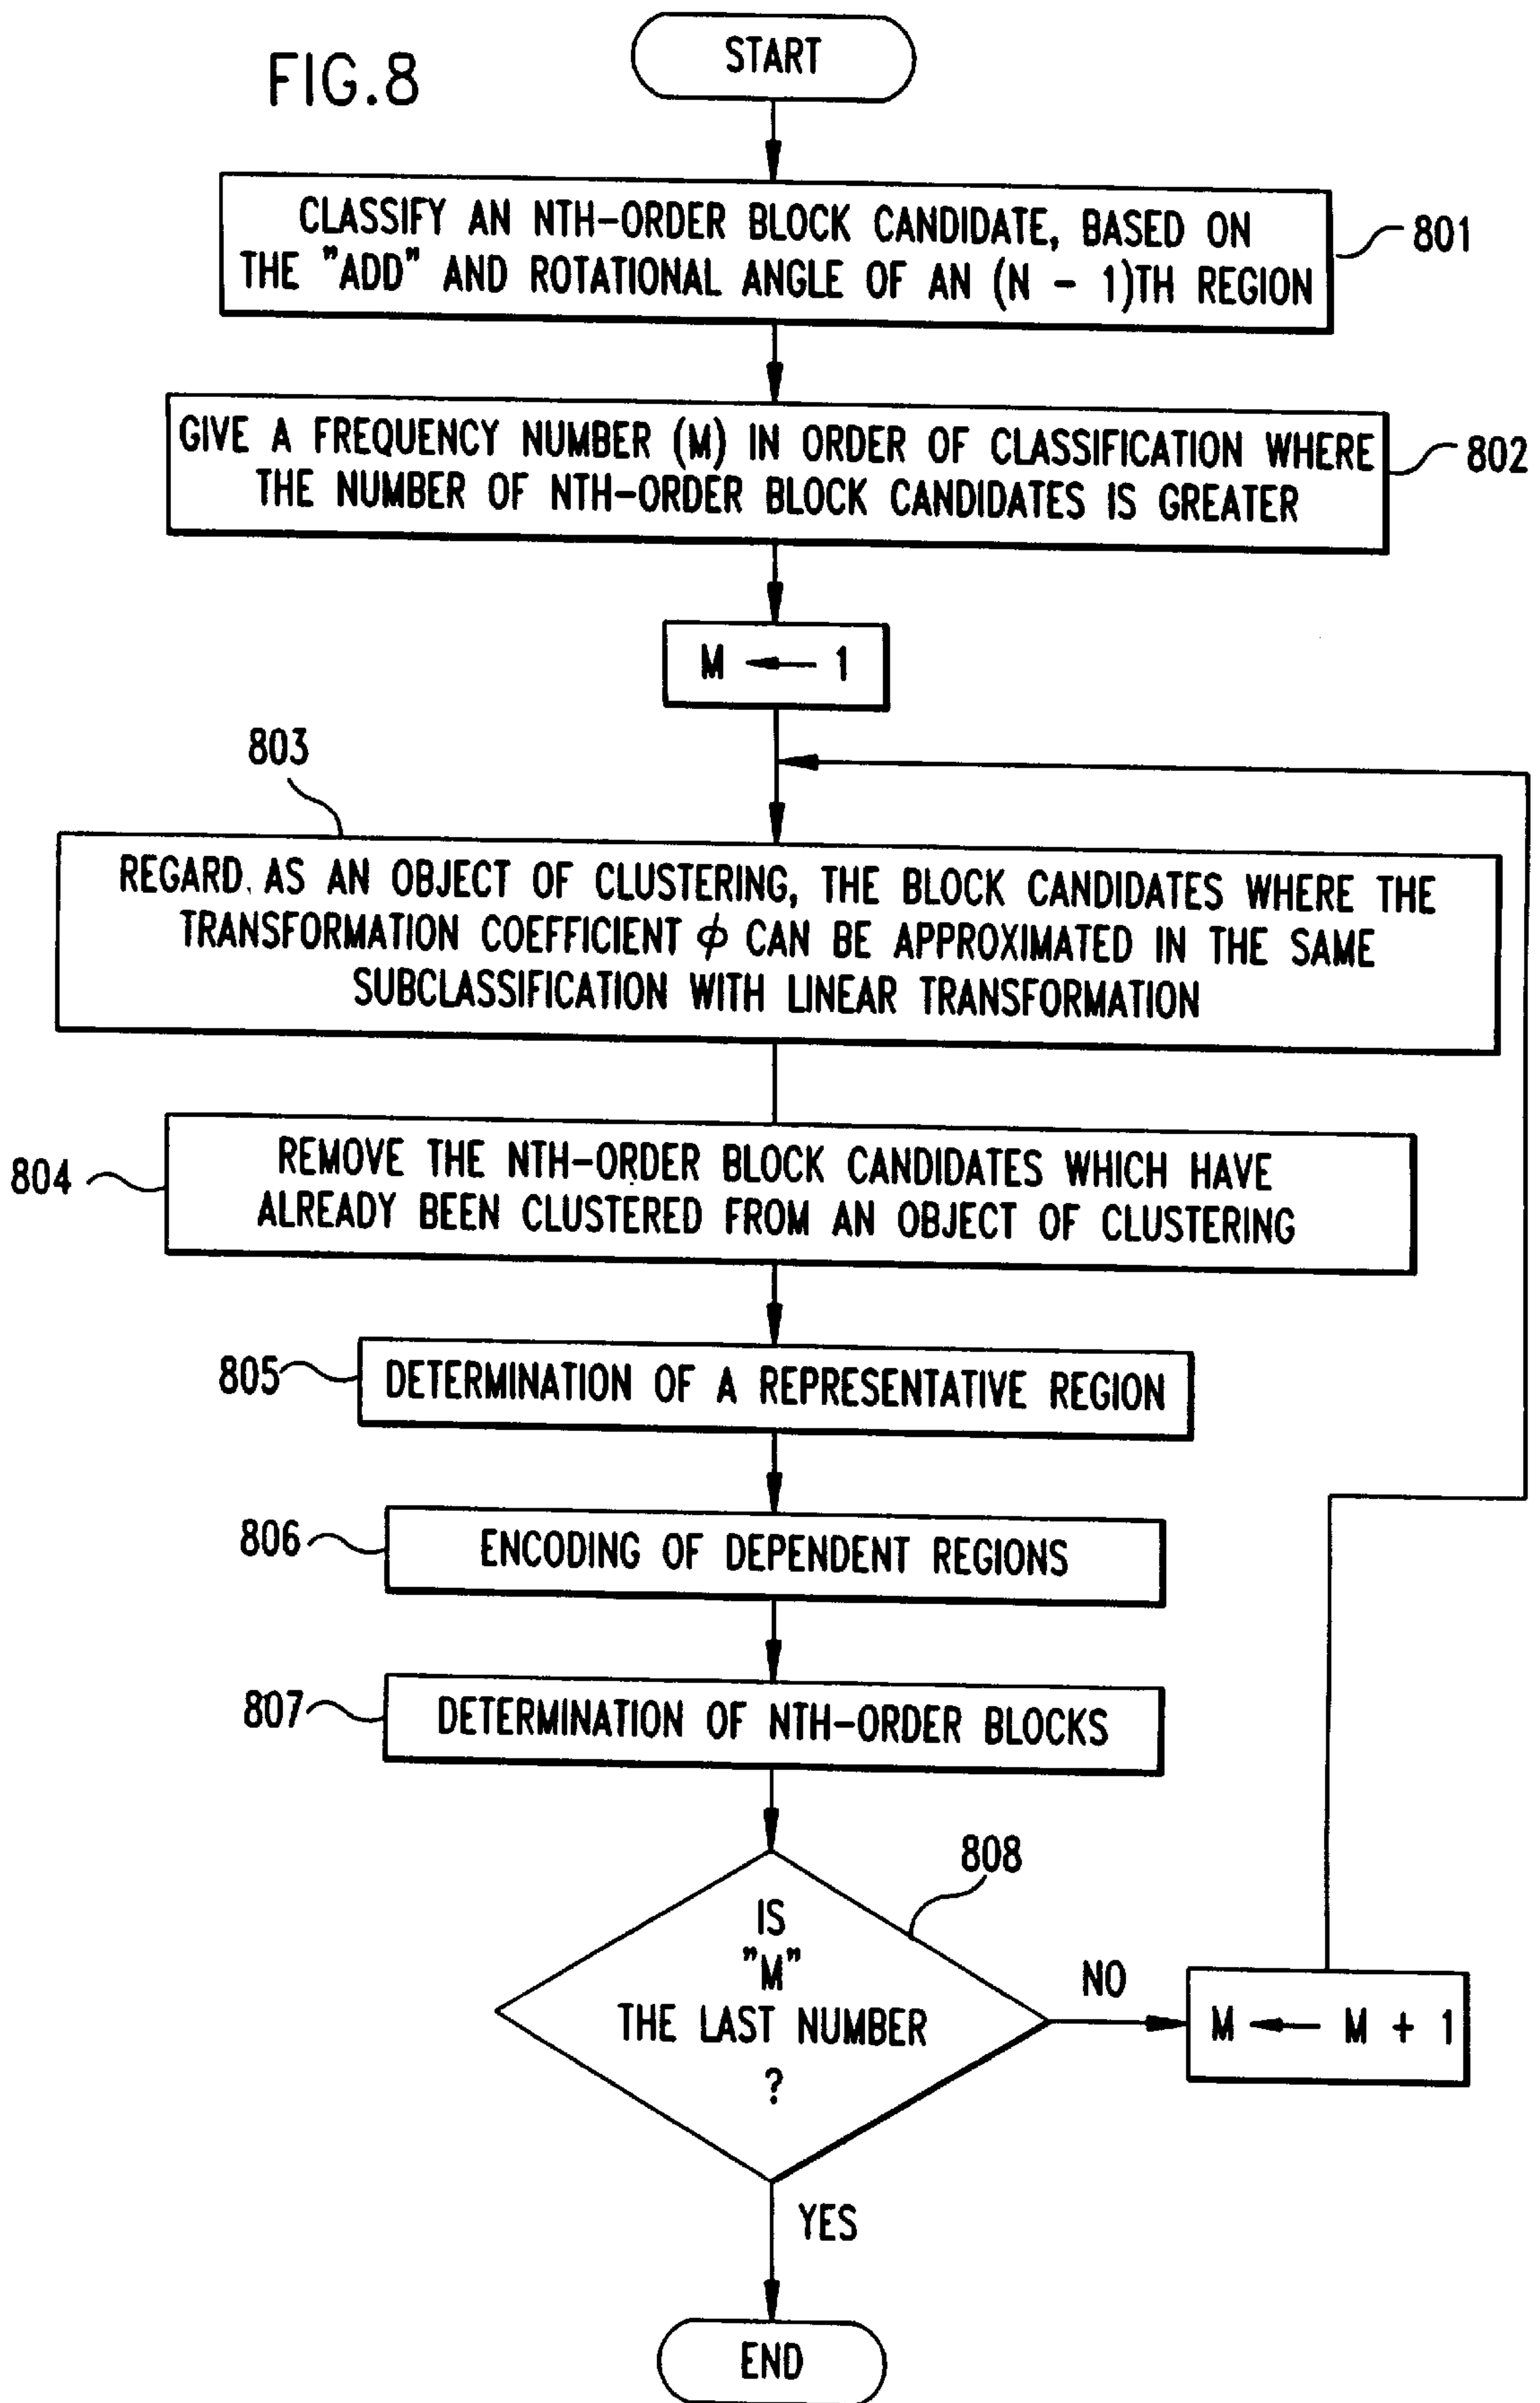 FIG.8
START
CLASSIFY AN NTH-ORDER BLOCK CANDIDATE, BASED ON
THE "ADD" AND ROTATIONAL ANGLE OF AN (N - 1)TH REGION
801
GIVE A FREQUENCY NUMBER (M) IN ORDER OF CLASSIFICATION WHERE
THE NUMBER OF NTH-ORDER BLOCK CANDIDATES IS GREATER
802
M ← 1
803
REGARD, AS AN OBJECT OF CLUSTERING, THE BLOCK CANDIDATES WHERE THE
TRANSFORMATION COEFFICIENT ϕ CAN BE APPROXIMATED IN THE SAME
SUBCLASSIFICATION WITH LINEAR TRANSFORMATION
804
REMOVE THE NTH-ORDER BLOCK CANDIDATES WHICH HAVE
ALREADY BEEN CLUSTERED FROM AN OBJECT OF CLUSTERING
805
DETERMINATION OF A REPRESENTATIVE REGION
806
ENCODING OF DEPENDENT REGIONS
807
DETERMINATION OF NTH-ORDER BLOCKS
808
IS
"M"
THE LAST NUMBER
?
NO
M ← M + 1
YES
END